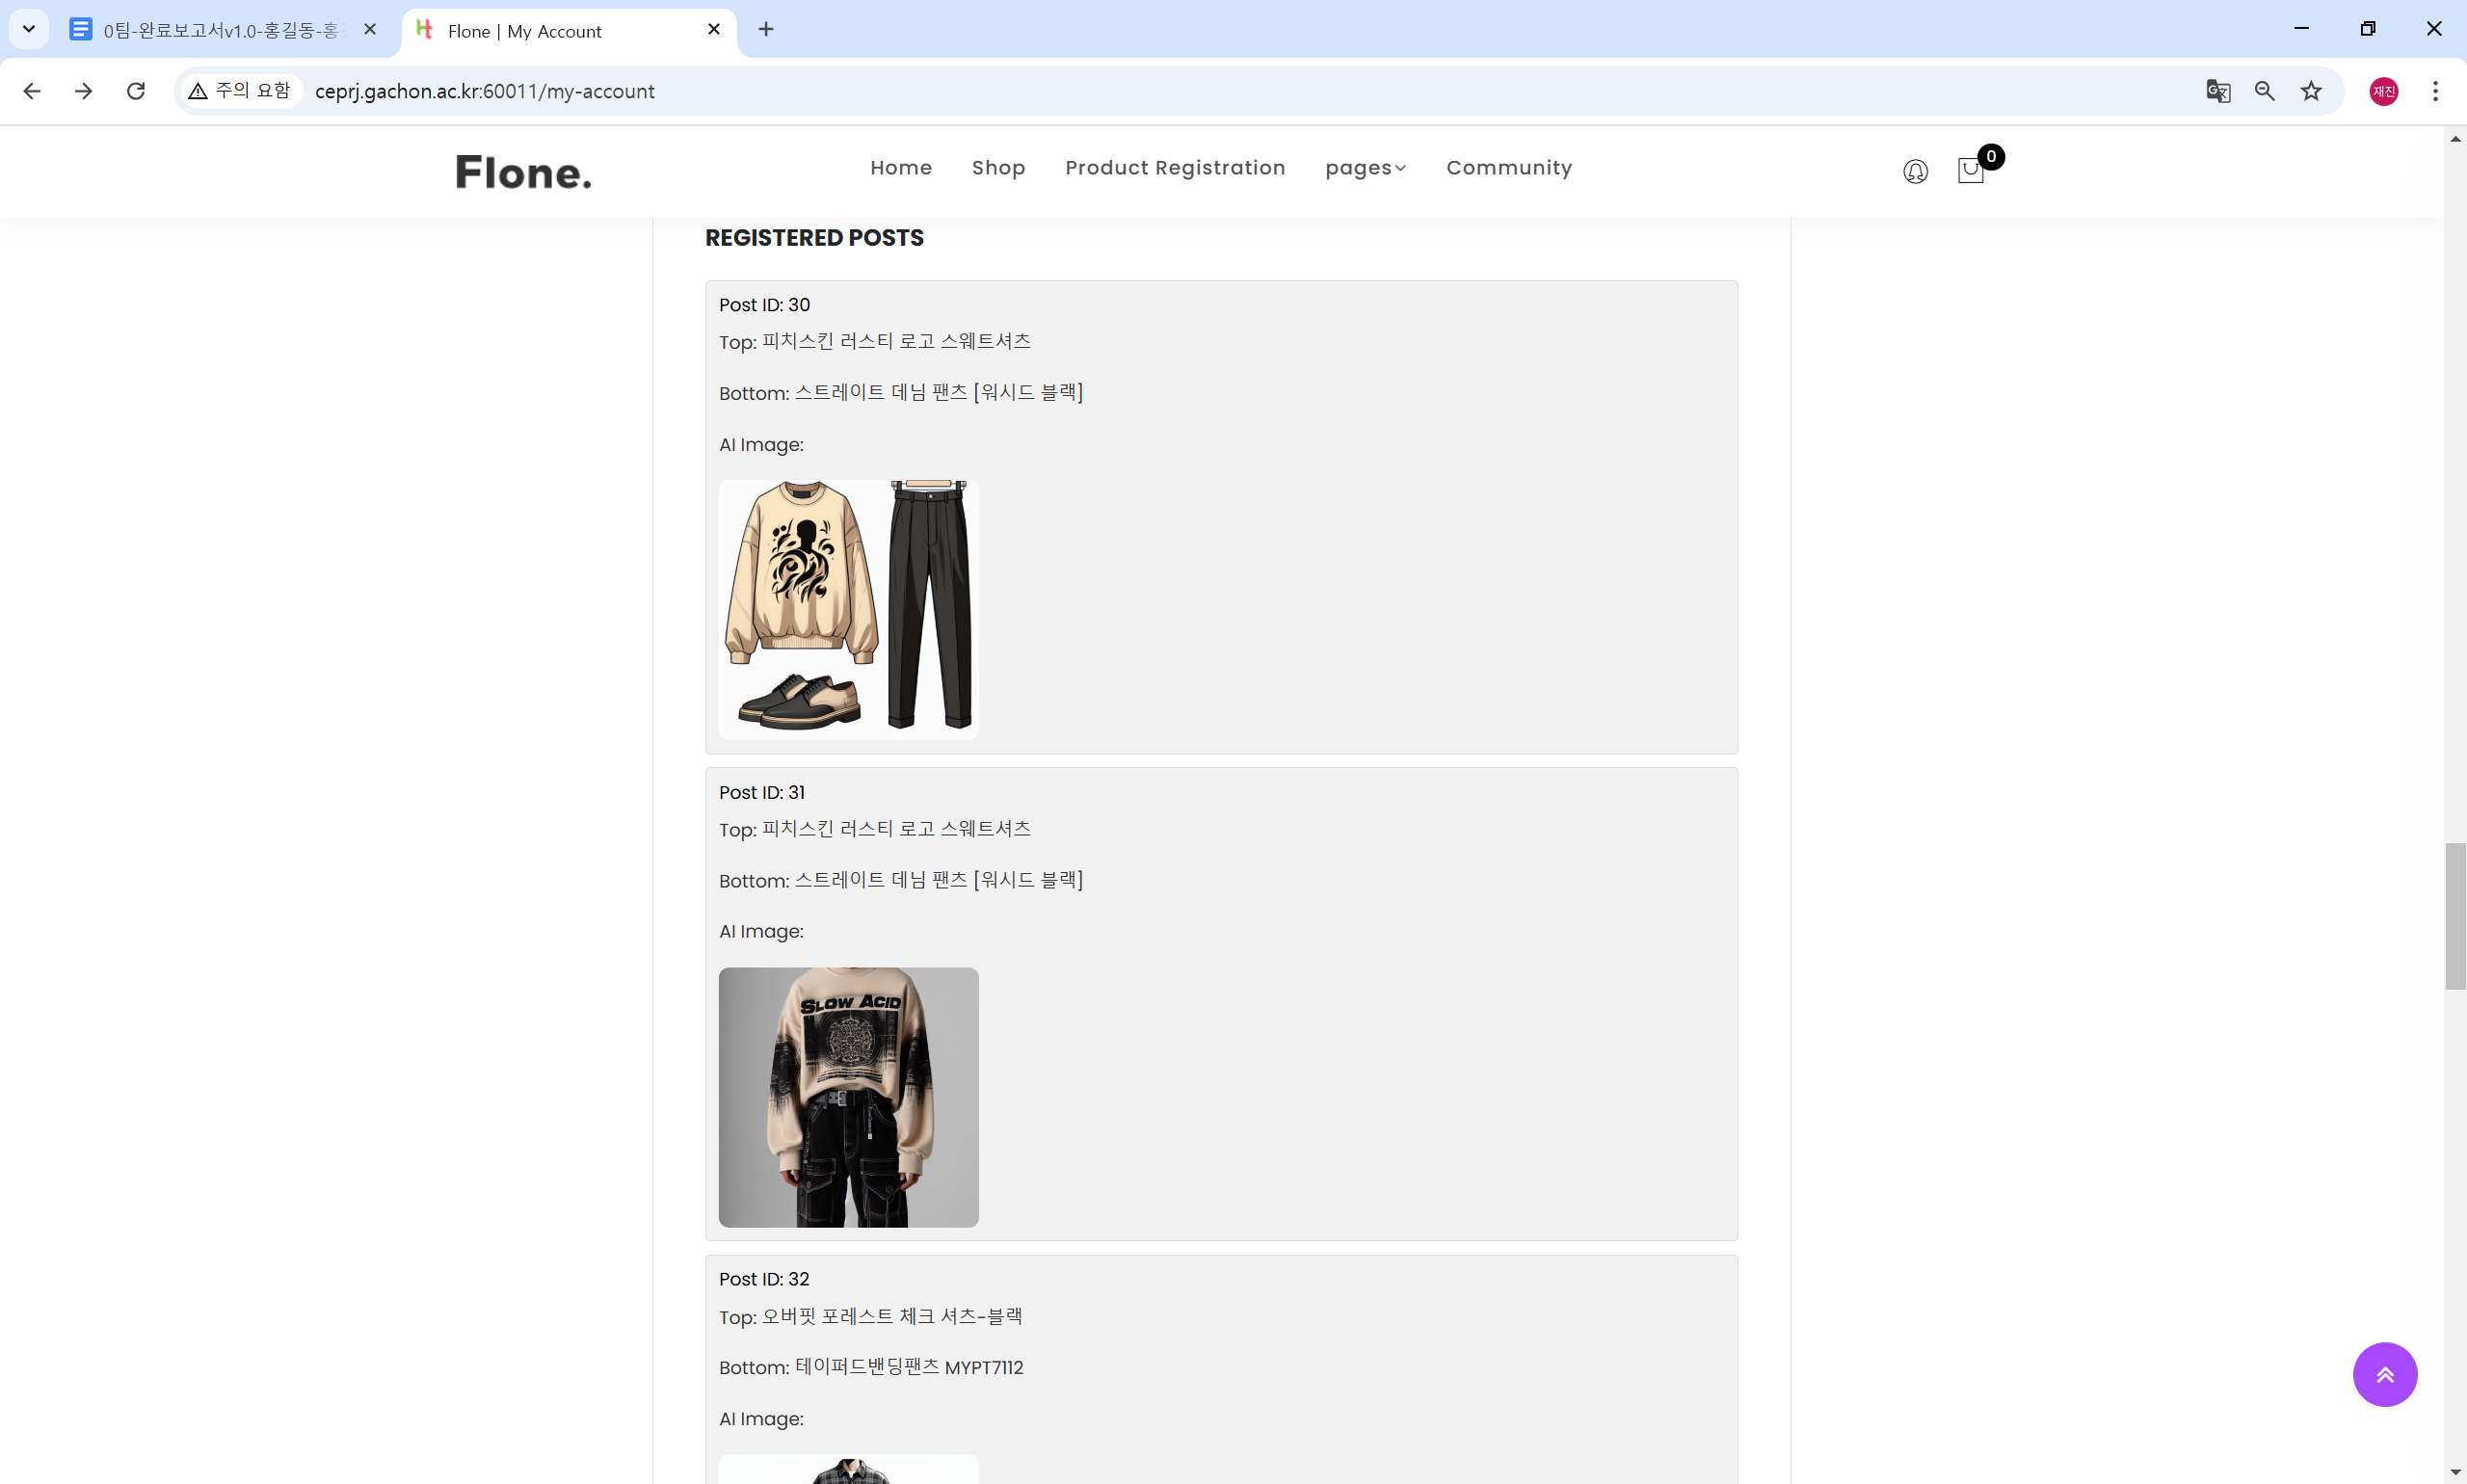 0팀-완료보고서v1.0-홍길동-홍
Flone | My Account
주의 요함
ceprj.gachon.ac.kr:60011/my-account
재진
Flone.
Home
Shop
Product Registration
pages
Community
0
REGISTERED POSTS
Post ID: 30
Top: 피치스킨 러스티 로고 스웨트셔츠
Bottom: 스트레이트 데님 팬츠 [워시드 블랙]
AI Image:
Post ID: 31
Top: 피치스킨 러스티 로고 스웨트셔츠
Bottom: 스트레이트 데님 팬츠 [워시드 블랙]
AI Image:
SLOW ACID
Post ID: 32
Top: 오버핏 포레스트 체크 셔츠-블랙
Bottom: 테이퍼드밴딩팬츠 MYPT7112
AI Image: